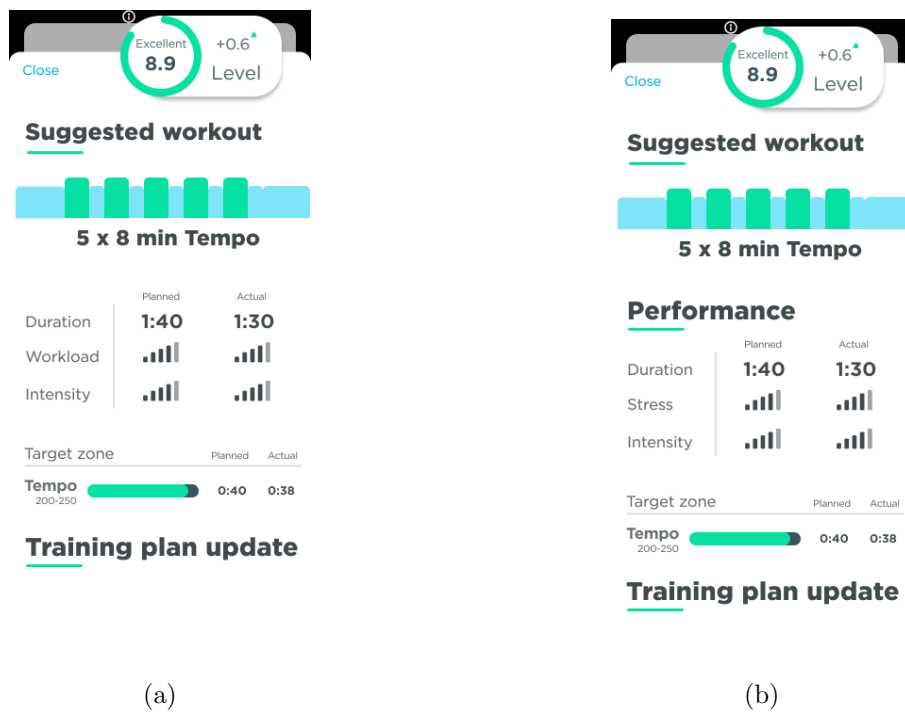 Excellent
8.9
+0.6
Level
Close
Suggested workout
5 x 8 min Tempo
Planned Actual
Duration 1:40 1:30
Workload
Intensity
Target zone Planned Actual
Tempo 0:40 0:38
200-250
Training plan update
(a)
Excellent
8.9
+0.6
Level
Close
Suggested workout
5 x 8 min Tempo
Performance
Planned Actual
Duration 1:40 1:30
Stress
Intensity
Target zone Planned Actual
Tempo 0:40 0:38
200-250
Training plan update
(b)